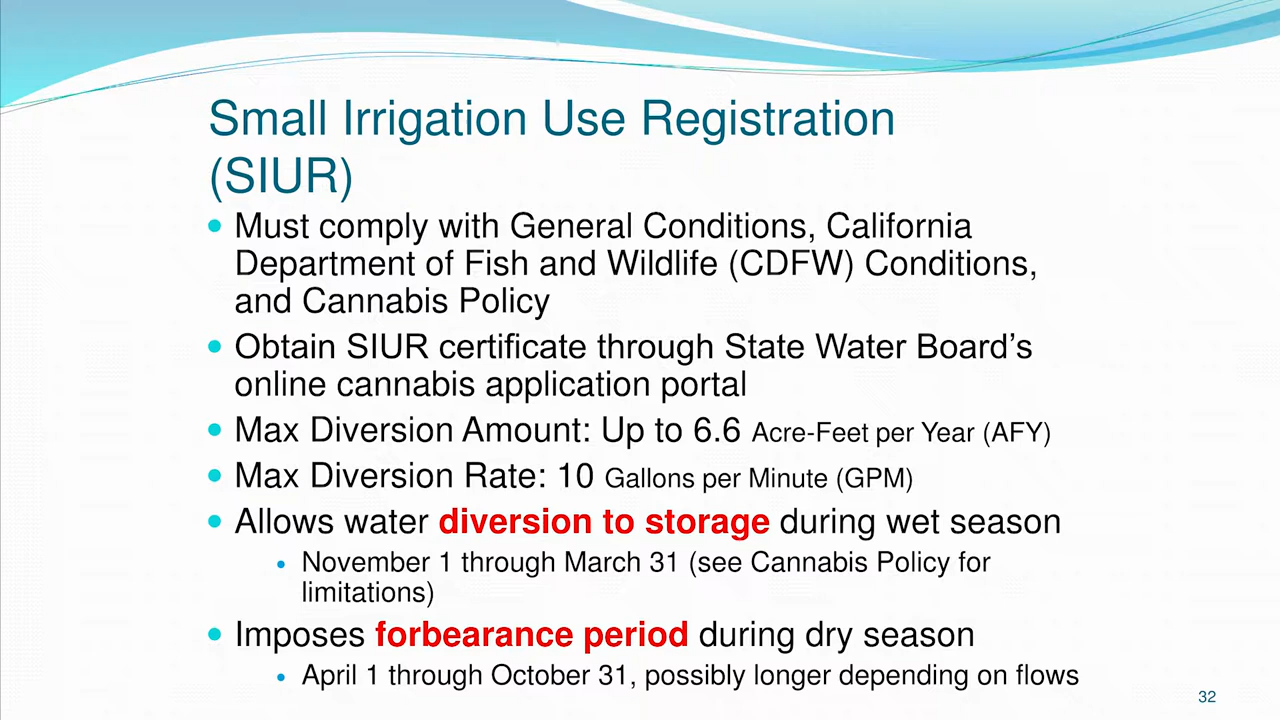 Small Irrigation Use Registration
(SIUR)
Must comply with General Conditions, California
Department of Fish and Wildlife (CDFW) Conditions,
and Cannabis Policy
Obtain SIUR certificate through State Water Board’s
online cannabis application portal
Max Diversion Amount: Up to 6.6 Acre-Feet per Year (AFY)
Max Diversion Rate: 10 Gallons per Minute (GPM)
Allows water diversion to storage during wet season
November 1 through March 31 (see Cannabis Policy for
limitations)
Imposes forbearance period during dry season
April 1 through October 31, possibly longer depending on flows
32